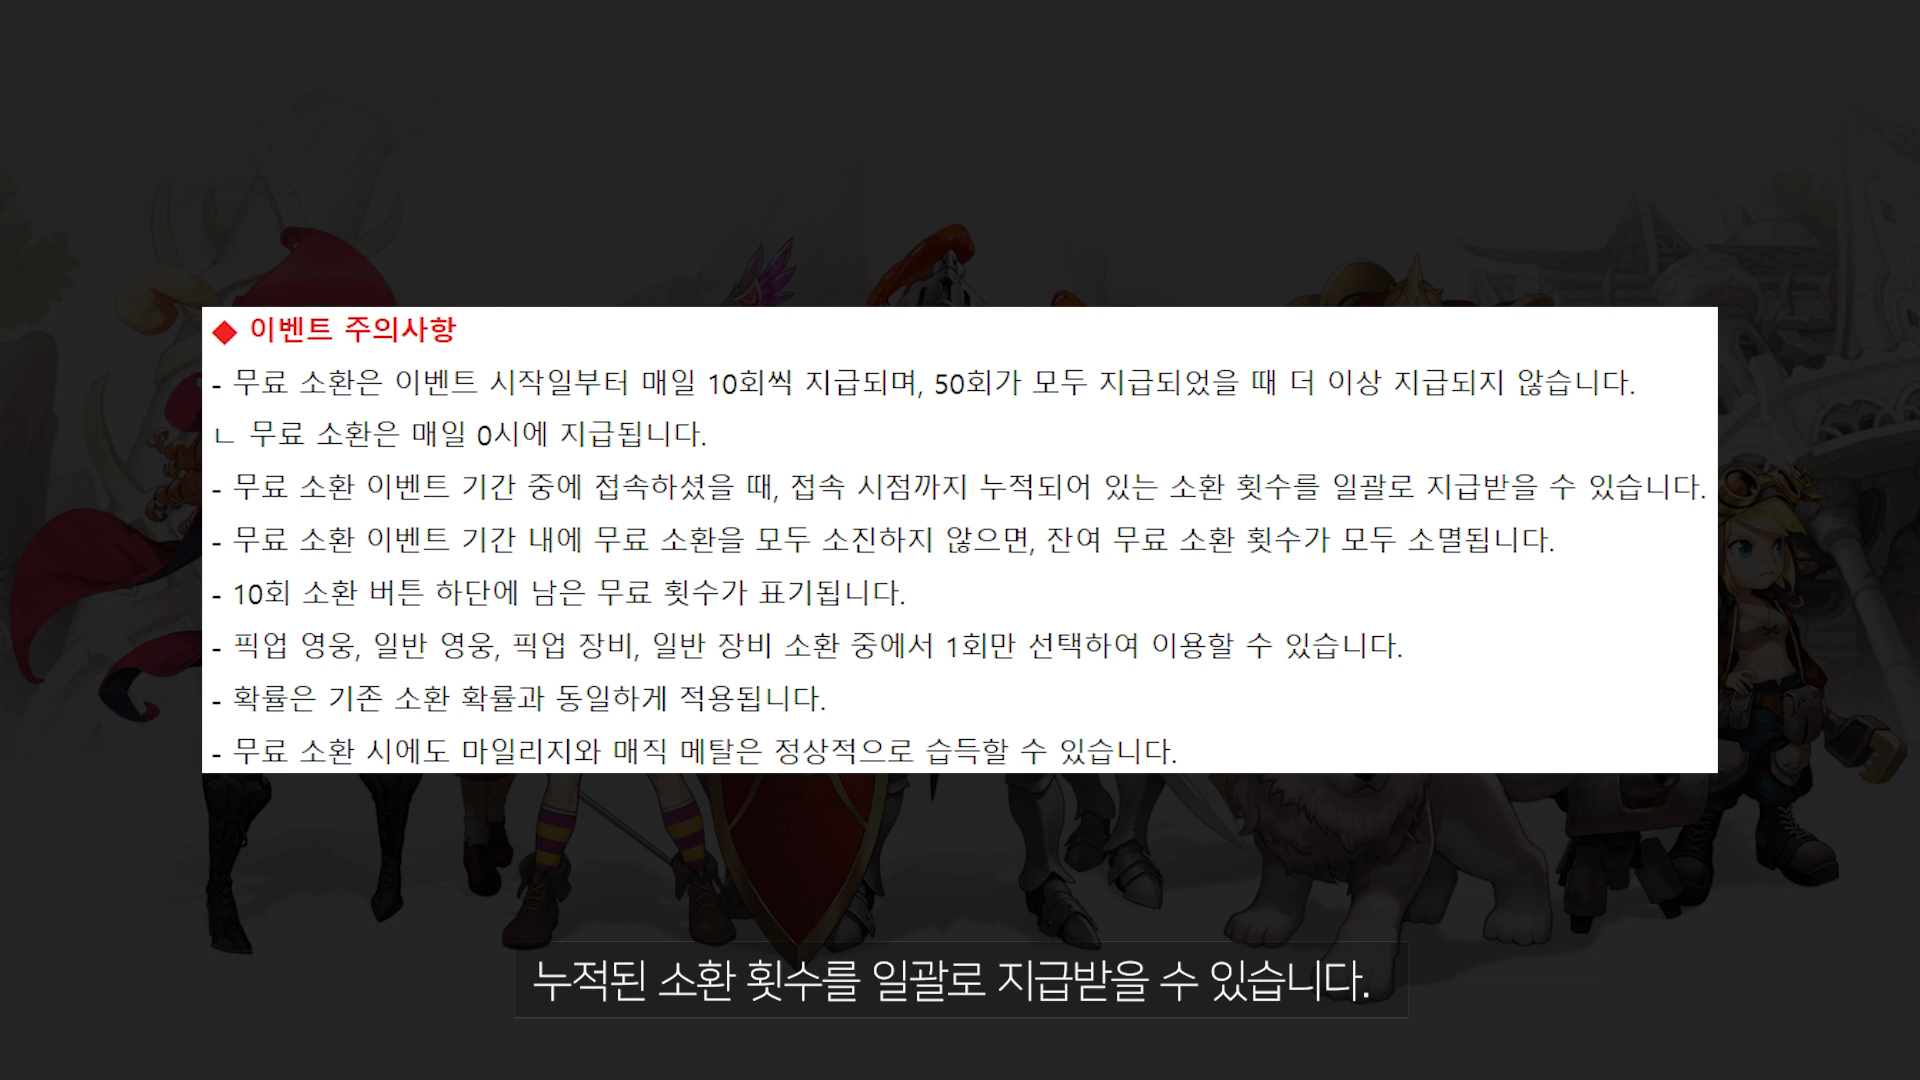 ◆ 이벤트 주의사항
- 무료 소환은 이벤트 시작일부터 매일 10회씩 지급되며, 50회가 모두 지급되었을 때 더 이상 지급되지 않습니다.
ㄴ 무료 소환은 매일 0시에 지급됩니다.
- 무료 소환 이벤트 기간 중에 접속하셨을 때, 접속 시점까지 누적되어 있는 소환 횟수를 일괄로 지급받을 수 있습니다.
- 무료 소환 이벤트 기간 내에 무료 소환을 모두 소진하지 않으면, 잔여 무료 소환 횟수가 모두 소멸됩니다.
- 10회 소환 버튼 하단에 남은 무료 횟수가 표기됩니다.
- 픽업 영웅, 일반 영웅, 픽업 장비, 일반 장비 소환 중에서 1회만 선택하여 이용할 수 있습니다.
- 확률은 기존 소환 확률과 동일하게 적용됩니다.
- 무료 소환 시에도 마일리지와 매직 메탈은 정상적으로 습득할 수 있습니다.
누적된 소환 횟수를 일괄로 지급받을 수 있습니다.